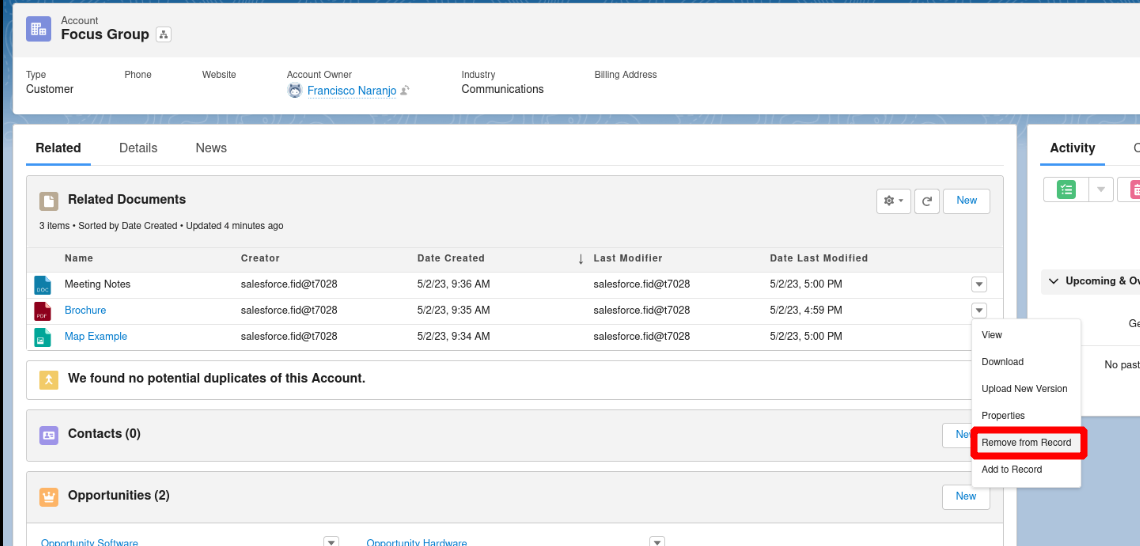 Account
Focus Group
Type Phone Website Account Owner Industry Billing Address
Customer Francisco Naranjo Communications
Related Details News
Activity
Related Documents
New
3 items • Sorted by Date Created • Updated 4 minutes ago
Name Creator Date Created Last Modifier Date Last Modified
DOC Meeting Notes salesforce.fid@t7028 5/2/23, 9:36 AM salesforce.fid@t7028 5/2/23, 5:00 PM
PDF Brochure salesforce.fid@t7028 5/2/23, 9:35 AM salesforce.fid@t7028 5/2/23, 4:59 PM
Map Example salesforce.fid@t7028 5/2/23, 9:34 AM salesforce.fid@t7028 5/2/23, 5:00 PM
Upcoming & Ov
Ge
No past
View
Download
Upload New Version
Properties
Remove from Record
Add to Record
We found no potential duplicates of this Account.
Contacts (0)
Nev
Opportunities (2)
New
Opportunity Software Opportunity Hardware